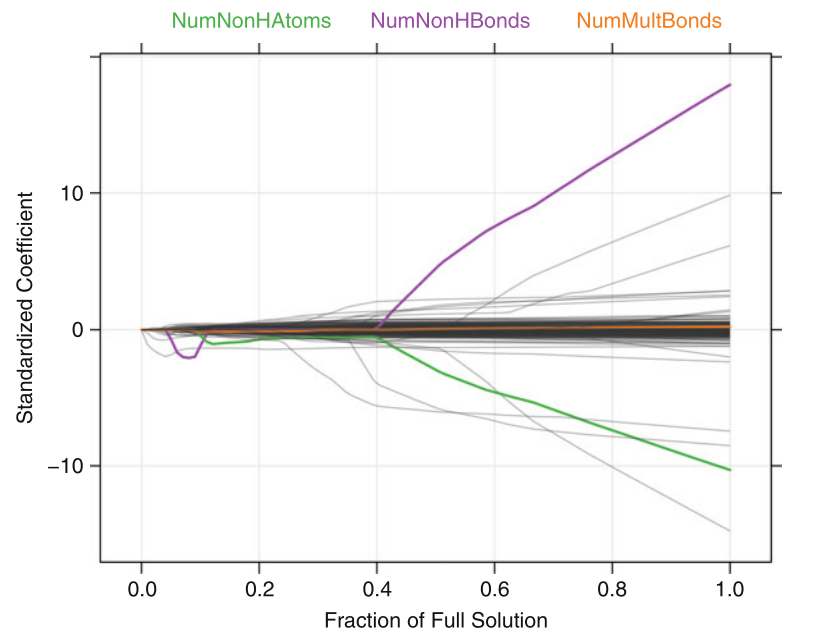 NumNonHAtoms NumNonHBonds NumMultBonds
10
0
−10
Standardized Coefficient
0.0 0.2 0.4 0.6 0.8 1.0
Fraction of Full Solution